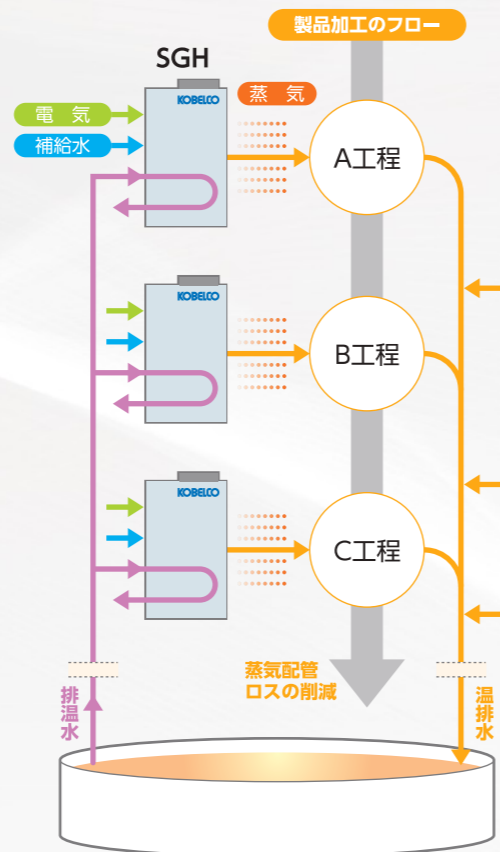 製品加工のフロー
SGH
KOBELCO
蒸 気
電 気
補給水
A工程
KOBELCO
B工程
KOBELCO
C工程
蒸気配管
ロスの削減
排温水
温排水